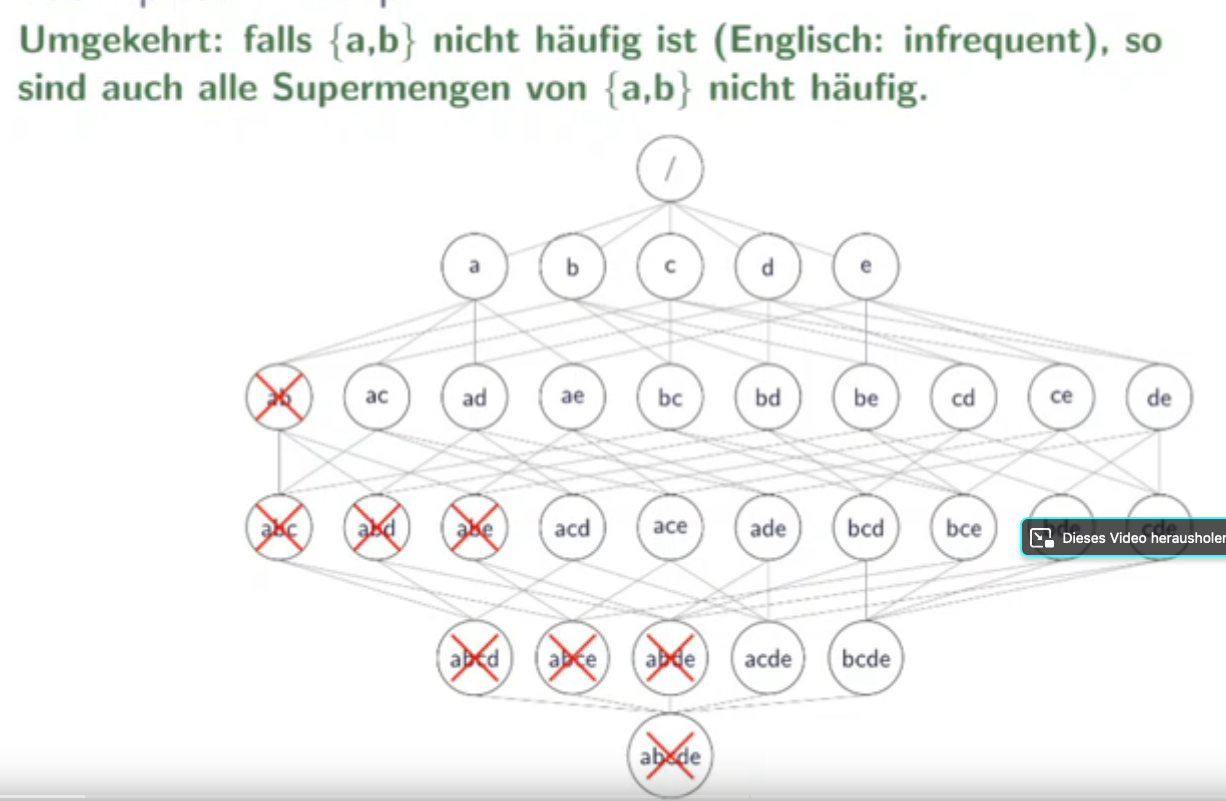 Umgekehrt: falls {a,b} nicht häufig ist (Englisch: infrequent), so
sind auch alle Supermengen von {a,b} nicht häufig.
/
a b c d e
ab ac ad ae bc bd be cd ce de
abc abd abe acd ace ade bcd bce bde cde
Dieses Video herausholen
abcd abce abde acde bcde
abcde